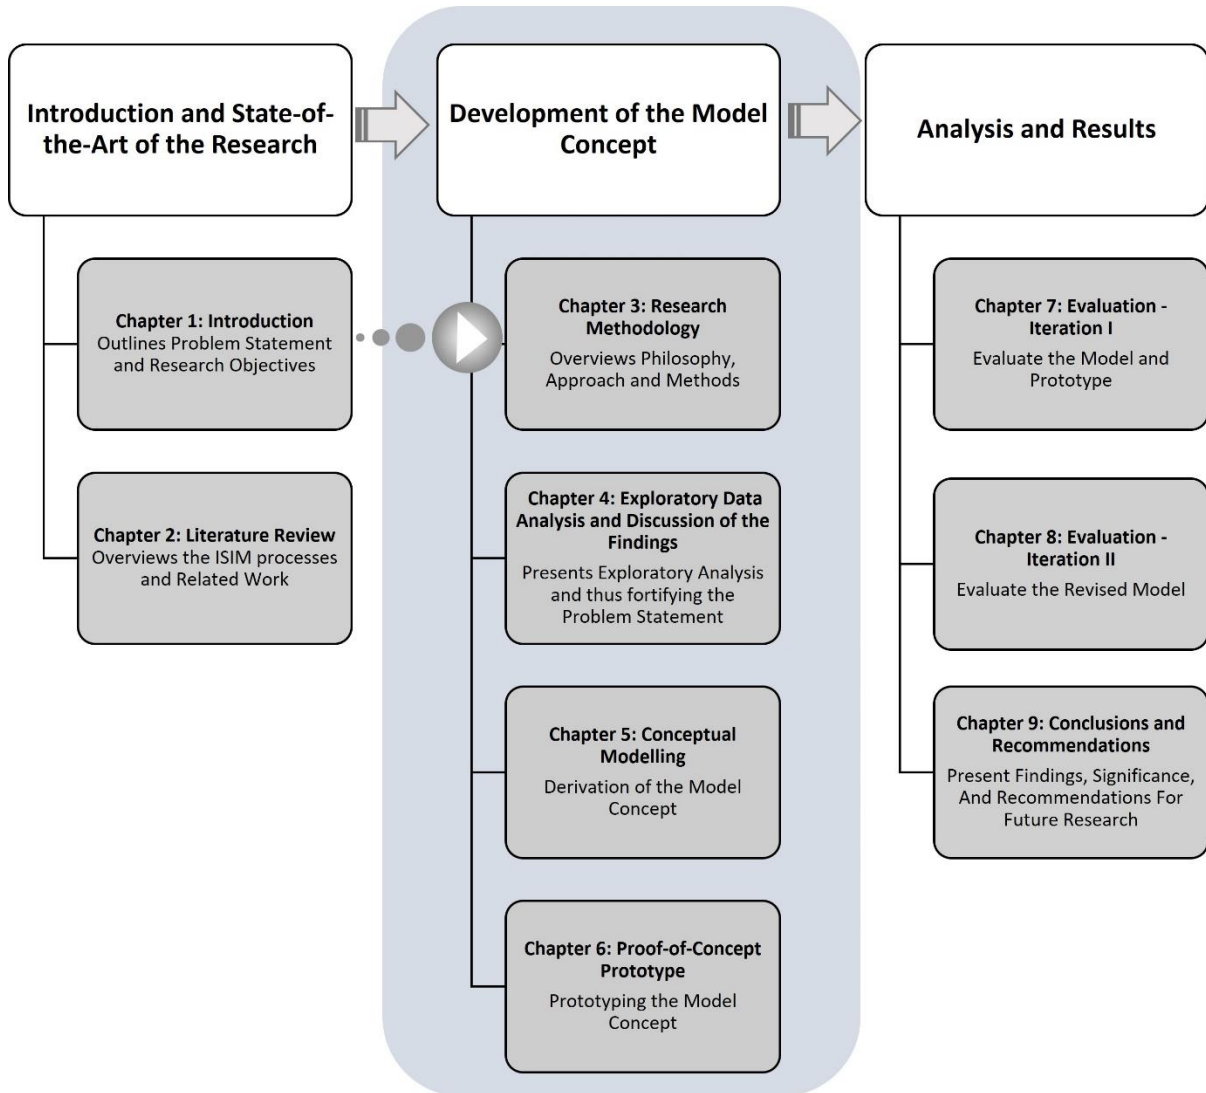 Introduction and State-of-
the-Art of the Research
Chapter 1: Introduction
Outlines Problem Statement
and Research Objectives
Chapter 2: Literature Review
Overviews the ISIM processes
and Related Work
Development of the Model
Concept
Chapter 3: Research
Methodology
Overviews Philosophy,
Approach and Methods
Chapter 4: Exploratory Data
Analysis and Discussion of the
Findings
Presents Exploratory Analysis
and thus fortifying the
Problem Statement
Chapter 5: Conceptual
Modelling
Derivation of the Model
Concept
Chapter 6: Proof-of-Concept
Prototype
Prototyping the Model
Concept
Analysis and Results
Chapter 7: Evaluation -
Iteration I
Evaluate the Model and
Prototype
Chapter 8: Evaluation -
Iteration II
Evaluate the Revised Model
Chapter 9: Conclusions and
Recommendations
Present Findings, Significance,
And Recommendations For
Future Research